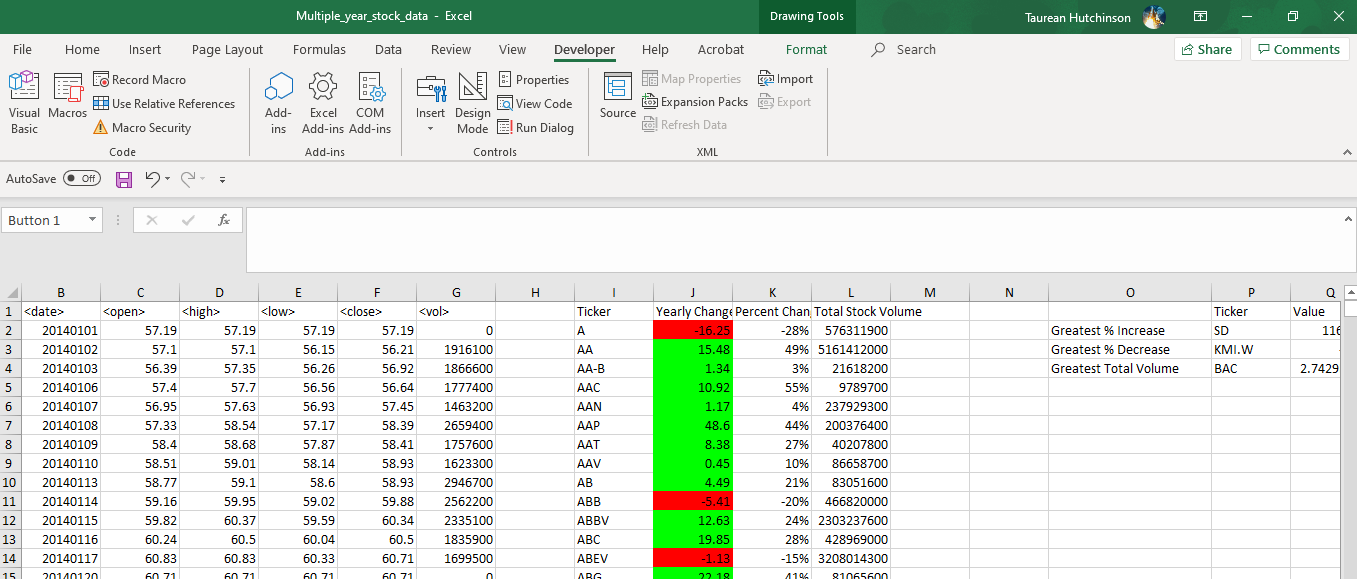 Multiple_year_stock_data - Excel Drawing Tools Taurean Hutchinson
File Home Insert Page Layout Formulas Data Review View Developer Help Acrobat Format Search Share Comments
Visual Basic
Macros
Record Macro
Use Relative References
Macro Security
Code
Add-ins
Excel Add-ins
COM Add-ins
Add-ins
Insert
Design Mode
Properties
View Code
Run Dialog
Controls
Source
Map Properties
Expansion Packs
Refresh Data
Import
Export
XML
AutoSave Off
Button 1 fx
B C D E F G H I J K L M N O P Q
1 <date> <open> <high> <low> <close> <vol> Ticker Yearly Change Percent Chan Total Stock Volume Ticker Value
2 20140101 57.19 57.19 57.19 57.19 0 A -16.25 -28% 576311900 Greatest % Increase SD 116
3 20140102 57.1 57.1 56.15 56.21 1916100 AA 15.48 49% 5161412000 Greatest % Decrease KMI.W
4 20140103 56.39 57.35 56.26 56.92 1866600 AA-B 1.34 3% 21618200 Greatest Total Volume BAC 2.7429
5 20140106 57.4 57.7 56.56 56.64 1777400 AAC 10.92 55% 9789700
6 20140107 56.95 57.63 56.93 57.45 1463200 AAN 1.17 4% 237929300
7 20140108 57.33 58.54 57.17 58.39 2659400 AAP 48.6 44% 200376400
8 20140109 58.4 58.68 57.87 58.41 1757600 AAT 8.38 27% 40207800
9 20140110 58.51 59.01 58.14 58.93 1623300 AAV 0.45 10% 86658700
10 20140113 58.77 59.1 58.6 58.93 2946700 AB 4.49 21% 83051600
11 20140114 59.16 59.95 59.02 59.88 2562200 ABB -5.41 -20% 466820000
12 20140115 59.82 60.37 59.59 60.34 2335100 ABBV 12.63 24% 2303237600
13 20140116 60.24 60.5 60.04 60.5 1835900 ABC 19.85 28% 428969000
14 20140117 60.83 60.83 60.33 60.71 1699500 ABEV -1.13 -15% 3208014300
15 20140120 60.71 60.71 60.71 60.71 0 ABG 22.18 41% 81065600